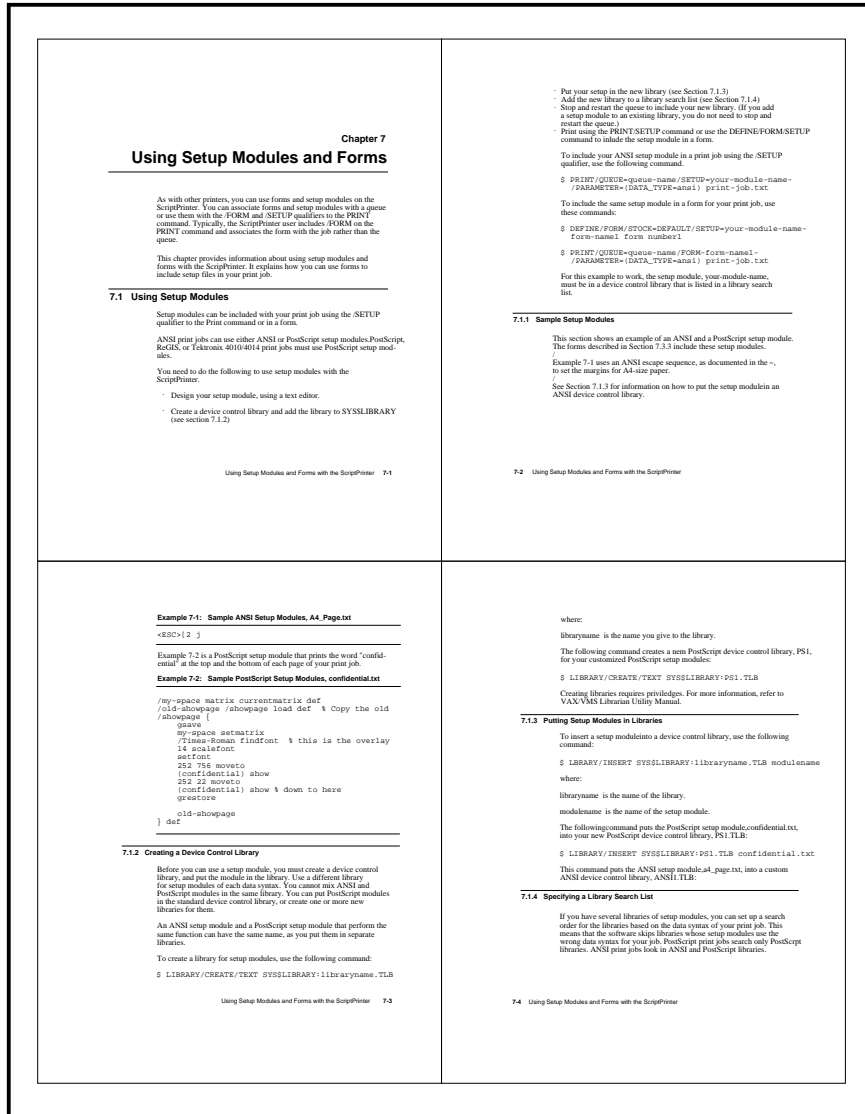 Chapter 7
Using Setup Modules and Forms
As with other printers, you can use forms and setup modules on the
ScriptPrinter. You can associate forms and setup modules with a queue
or use them with the /FORM and /SETUP qualifiers to the PRINT
command. Typically, the ScriptPrinter user includes /FORM on the
PRINT command and associates the form with the job rather than the
queue.
This chapter provides information about using setup modules and
forms with the ScripPrinter. It explains how you can use forms to
include setup files in your print job.
7.1 Using Setup Modules
Setup modules can be included with your print job using the /SETUP
qualifier to the Print command or in a form.
ANSI print jobs can use either ANSI or PostScript setup modules.PostScript,
ReGIS, or Tektronix 4010/4014 print jobs must use PostScript setup mod-
ules.
You need to do the following to use setup modules with the
ScriptPrinter.
· Design your setup module, using a text editor.
· Create a device control library and add the library to SYS$LIBRARY
(see section 7.1.2)
Using Setup Modules and Forms with the ScriptPrinter 7-1
· Put your setup in the new library (see Section 7.1.3)
· Add the new library to a library search list (see Section 7.1.4)
· Stop and restart the queue to include your new library. (If you add
a setup module to an existing library, you do not need to stop and
restart the queue.)
· Print using the PRINT/SETUP command or use the DEFINE/FORM/SETUP
command to inlude the setup module in a form.
To include your ANSI setup module in a print job using the /SETUP
qualifier, use the following command.
$ PRINT/QUEUE=queue-name/SETUP=your-module-name-
/PARAMETER=(DATA_TYPE=ansi) print-job.txt
To include the same setup module in a form for your print job, use
these commands:
$ DEFINE/FORM/STOCK=DEFAULT/SETUP=your-module-name-
form-name1 form number1
$ PRINT/QUEUE=queue-name/FORM-form-name1-
/PARAMETER=(DATA_TYPE=ansi) print-job.txt
For this example to work, the setup module, your-module-name,
must be in a device control library that is listed in a library search
list.
7.1.1 Sample Setup Modules
This section shows an example of an ANSI and a PostScript setup module.
The forms described in Section 7.3.3 include these setup modules.
/
Example 7-1 uses an ANSI escape sequence, as documented in the ~,
to set the margins for A4-size paper.
/
See Section 7.1.3 for information on how to put the setup modulein an
ANSI device control library.
7-2 Using Setup Modules and Forms with the ScriptPrinter
Example 7-1: Sample ANSI Setup Modules, A4_Page.txt
<ESC>[2 j
Example 7-2 is a PostScript setup module that prints the word "confid-
ential" at the top and the bottom of each page of your print job.
Example 7-2: Sample PostScript Setup Modules, confidential.txt
/my-space matrix currentmatrix def
/old-showpage /showpage load def % Copy the old
/showpage {
gsave
my-space setmatrix
/Times-Roman findfont % this is the overlay
14 scalefont
setfont
252 756 moveto
(confidential) show
252 22 moveto
(confidential) show % down to here
grestore
old-showpage
} def
7.1.2 Creating a Device Control Library
Before you can use a setup module, you must create a device control
library, and put the module in the library. Use a different library
for setup modules of each data syntax. You cannot mix ANSI and
PostScript modules in the same library. You can put PostScript modules
in the standard device control library, or create one or more new
libraries for them.
An ANSI setup module and a PostScript setup module that perform the
same function can have the same name, as you put them in separate
libraries.
To create a library for setup modules, use the following command:
$ LIBRARY/CREATE/TEXT SYS$LIBRARY:libraryname.TLB
Using Setup Modules and Forms with the ScriptPrinter 7-3
where:
libraryname is the name you give to the library.
The following command creates a nem PostScript device control library, PS1,
for your customized PostScript setup modules:
$ LIBRARY/CREATE/TEXT SYS$LIBRARY:PS1.TLB
Creating libraries requires priviledges. For more information, refer to
VAX/VMS Librarian Utility Manual.
7.1.3 Putting Setup Modules in Libraries
To insert a setup moduleinto a device control library, use the following
command:
$ LBRARY/INSERT SYS$LIBRARY:libraryname.TLB modulename
where:
libraryname is the name of the library.
modulename is the name of the setup module.
The followingcommand puts the PostScript setup module,confidential.txt,
into your new PostScript device control library, PS1.TLB:
$ LIBRARY/INSERT SYS$LIBRARY:PS1.TLB confidential.txt
This command puts the ANSI setup module,a4_page.txt, into a custom
ANSI device control library, ANSI1.TLB:
7.1.4 Specifying a Library Search List
If you have several libraries of setup modules, you can set up a search
order for the libraries based on the data syntax of your print job. This
means that the software skips libraries whose setup modules use the
wrong data syntax for your job. PostScript print jobs search only PostScrpt
libraries. ANSI print jobs look in ANSI and PostScript libraries.
7-4 Using Setup Modules and Forms with the ScriptPrinter